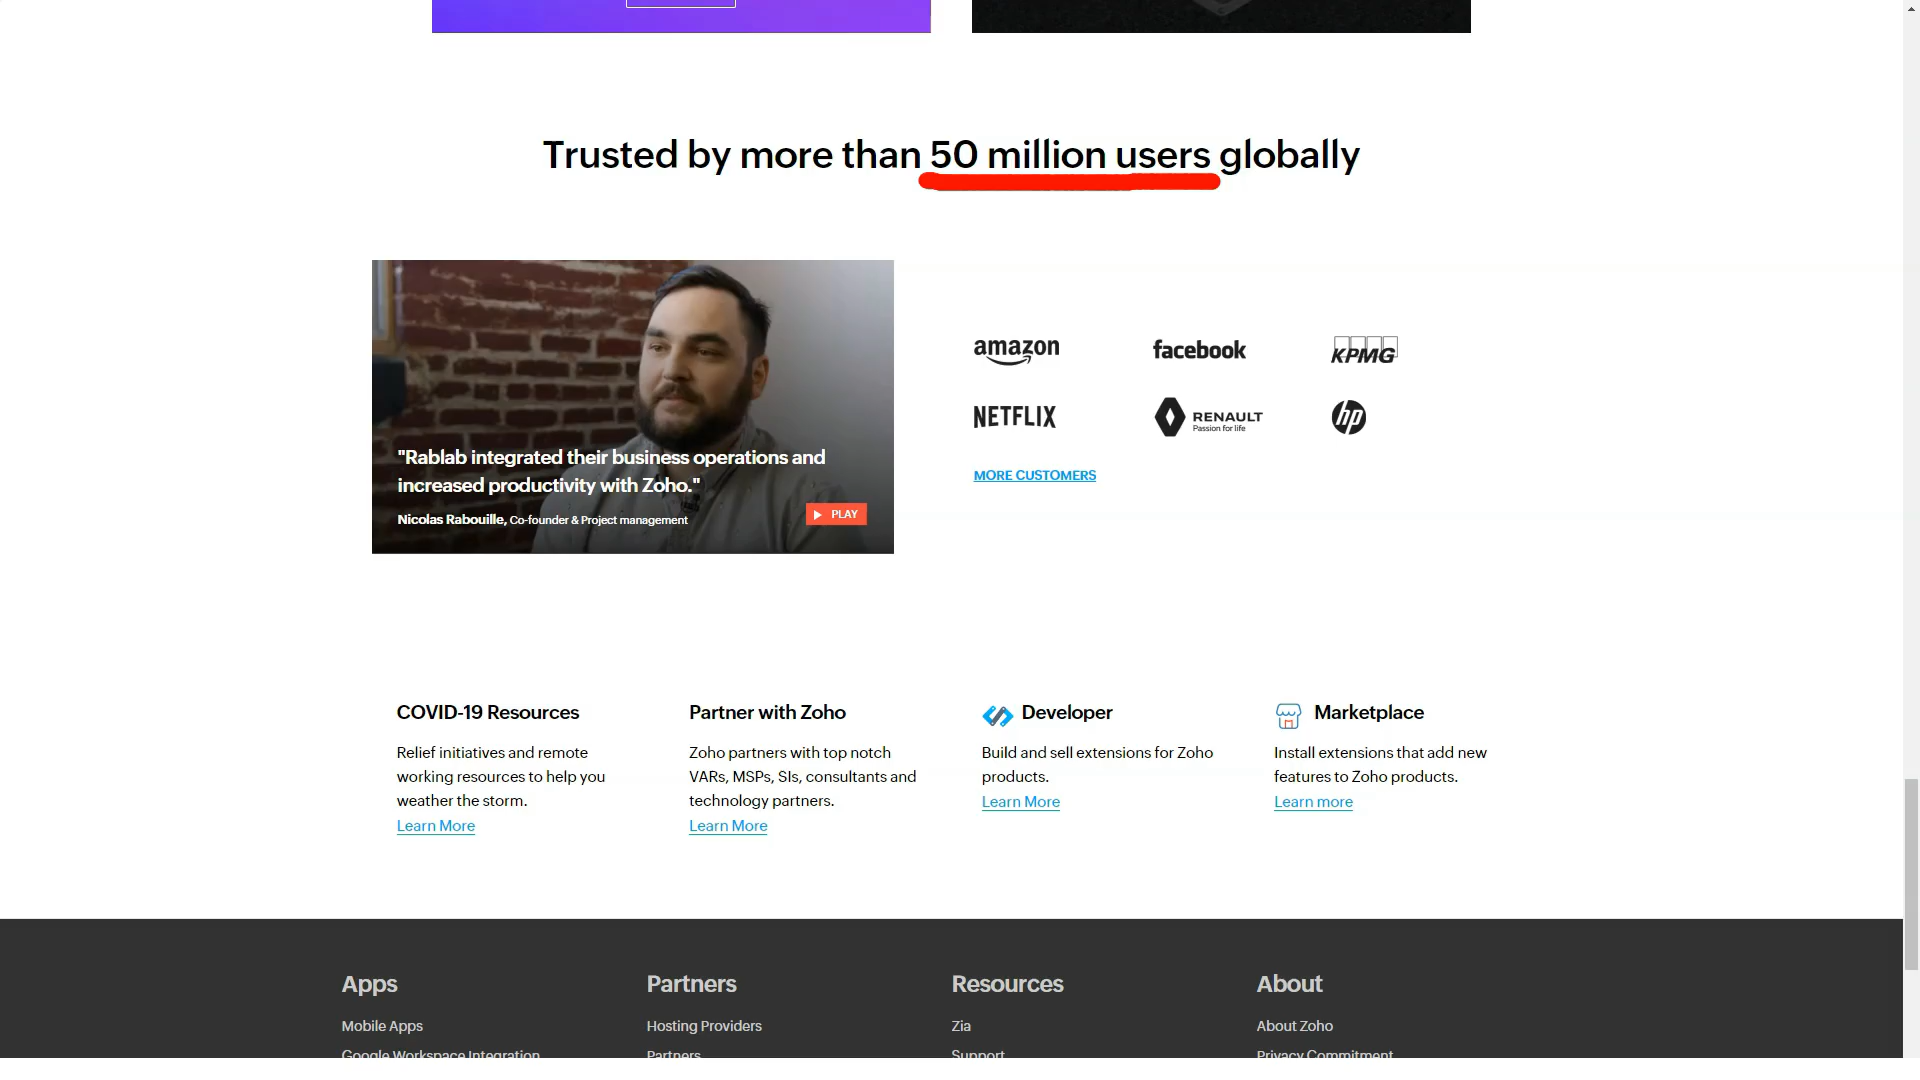 Trusted by more than 50 million users globally
"Rablab integrated their business operations and
increased productivity with Zoho."
Nicolas Rabouille, Co-founder & Project management
PLAY
amazon
facebook
KPMG
NETFLIX
RENAULT
Passion for life
hp
MORE CUSTOMERS
COVID-19 Resources
Relief initiatives and remote
working resources to help you
weather the storm.
Learn More
Partner with Zoho
Zoho partners with top notch
VARs, MSPs, SIs, consultants and
technology partners.
Learn More
Developer
Build and sell extensions for Zoho
products.
Learn More
Marketplace
Install extensions that add new
features to Zoho products.
Learn more
Apps
Mobile Apps
Google Workspace Integration
Partners
Hosting Providers
Partners
Resources
Zia
Support
About
About Zoho
Privacy Commitment